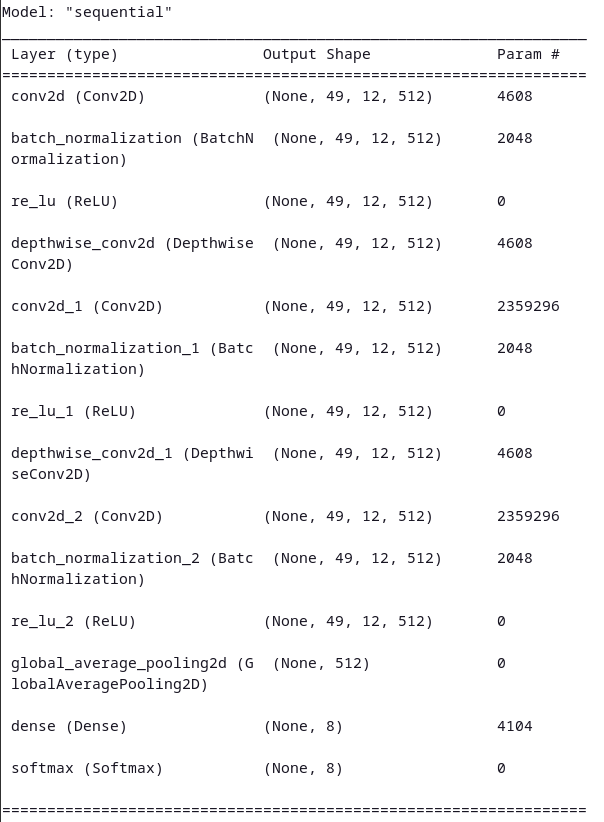 Model: "sequential"
_________________________________________________________________
Layer (type) Output Shape Param #
=================================================================
conv2d (Conv2D) (None, 49, 12, 512) 4608
batch_normalization (BatchN (None, 49, 12, 512) 2048
ormalization)
re_lu (ReLU) (None, 49, 12, 512) 0
depthwise_conv2d (Depthwise (None, 49, 12, 512) 4608
Conv2D)
conv2d_1 (Conv2D) (None, 49, 12, 512) 2359296
batch_normalization_1 (Batc (None, 49, 12, 512) 2048
hNormalization)
re_lu_1 (ReLU) (None, 49, 12, 512) 0
depthwise_conv2d_1 (Depthwi (None, 49, 12, 512) 4608
seConv2D)
conv2d_2 (Conv2D) (None, 49, 12, 512) 2359296
batch_normalization_2 (Batc (None, 49, 12, 512) 2048
hNormalization)
re_lu_2 (ReLU) (None, 49, 12, 512) 0
global_average_pooling2d (G (None, 512) 0
lobalAveragePooling2D)
dense (Dense) (None, 8) 4104
softmax (Softmax) (None, 8) 0
=================================================================